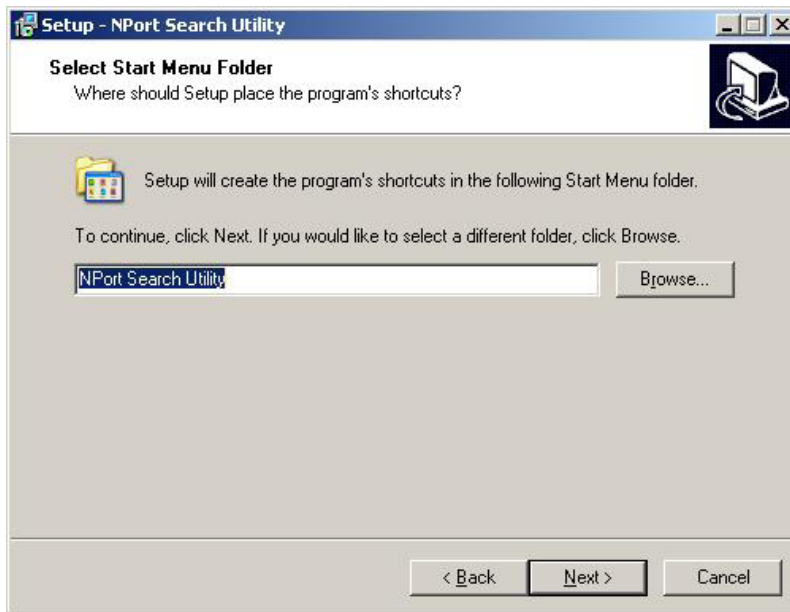 Setup - NPort Search Utility
Select Start Menu Folder
Where should Setup place the program's shortcuts?
Setup will create the program's shortcuts in the following Start Menu folder.
To continue, click Next. If you would like to select a different folder, click Browse.
NPort Search Utility
Browse...
< Back
Next >
Cancel